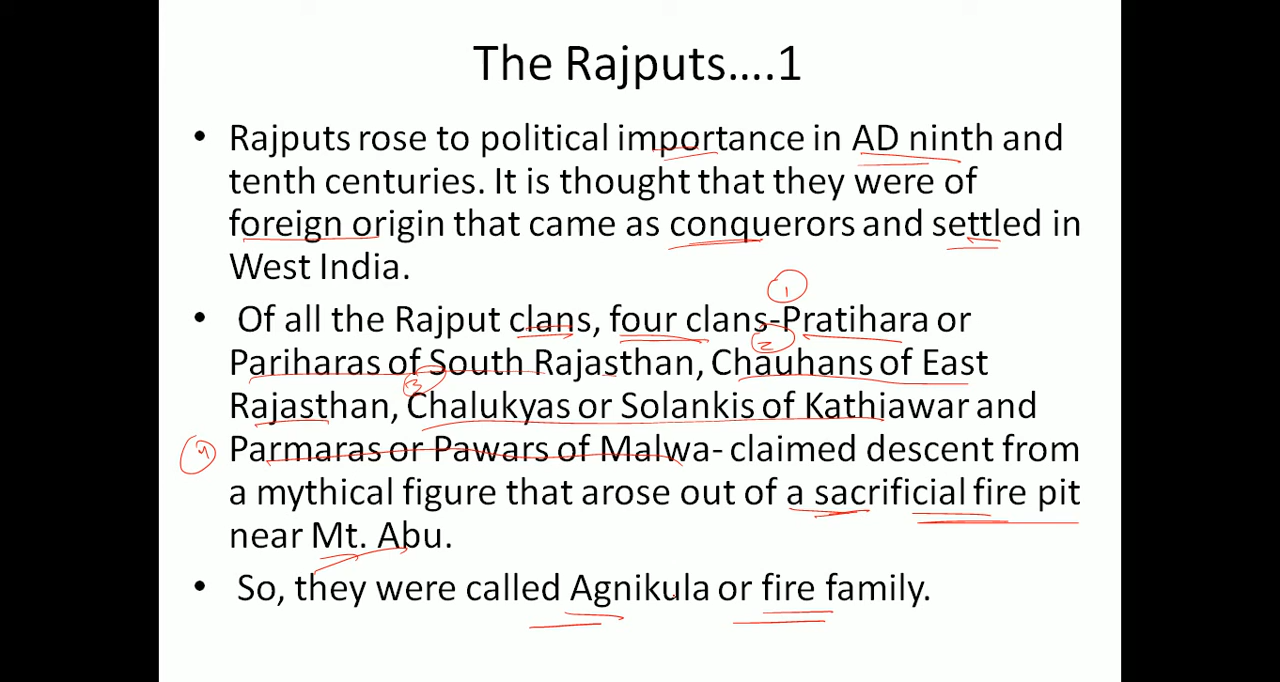 The Rajputs....1
• Rajputs rose to political importance in AD ninth and
tenth centuries. It is thought that they were of
foreign origin that came as conquerors and settled in
West India.
1
• Of all the Rajput clans, four clans-Pratihara or
2
Pariharas of South Rajasthan, Chauhans of East
3
Rajasthan, Chalukyas or Solankis of Kathiawar and
4
Parmaras or Pawars of Malwa- claimed descent from
a mythical figure that arose out of a sacrificial fire pit
near Mt. Abu.
• So, they were called Agnikula or fire family.